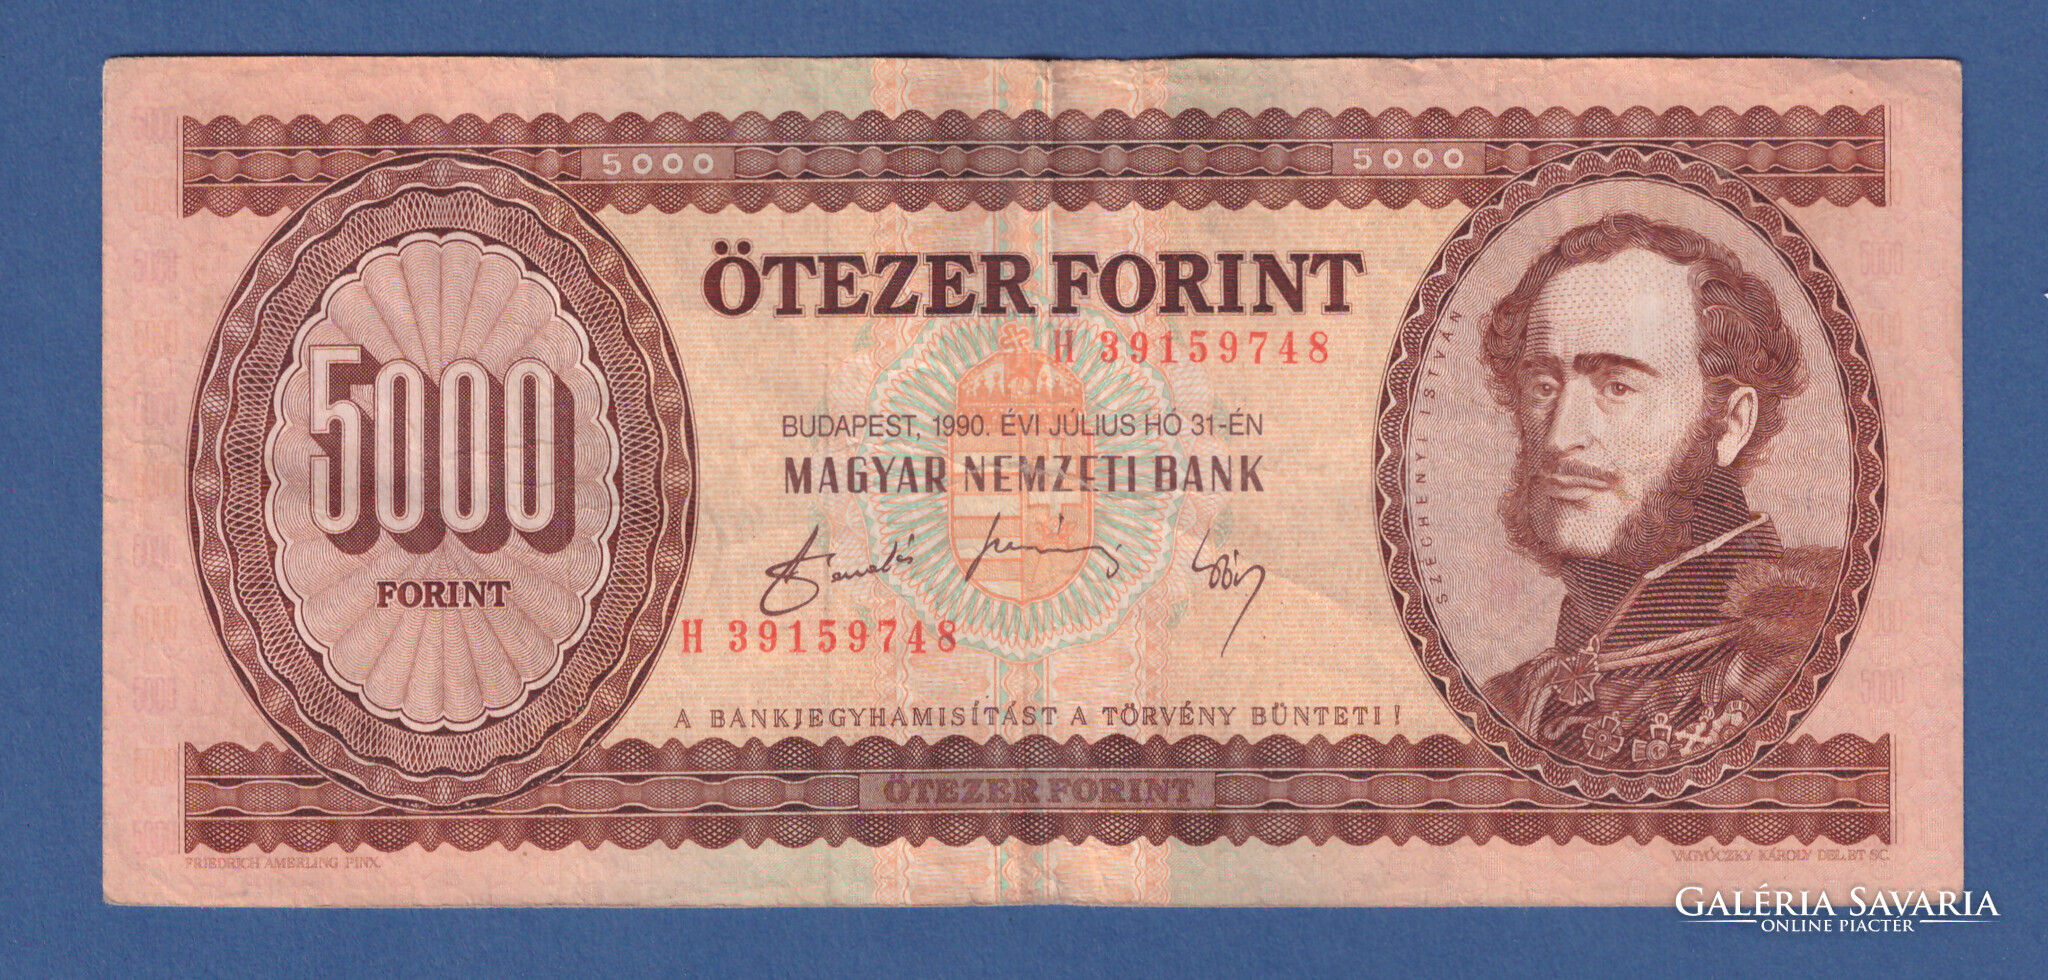 5000
5000
ÖTEZER FORINT
H 39159748
SZÉCHENYI ISTVÁN
5000
FORINT
BUDAPEST, 1990. ÉVI JÚLIUS HÓ 31-ÉN
MAGYAR NEMZETI BANK
H 39159748
A BANKJEGYHAMISÍTÁST A TÖRVÉNY BÜNTETI !
ÖTEZER FORINT
FRIEDRICH AMERLING PINX.
VAGYÓCZKY KÁROLY DEL.ET SC.
GALÉRIA SAVARIA
ONLINE PIACTÉR